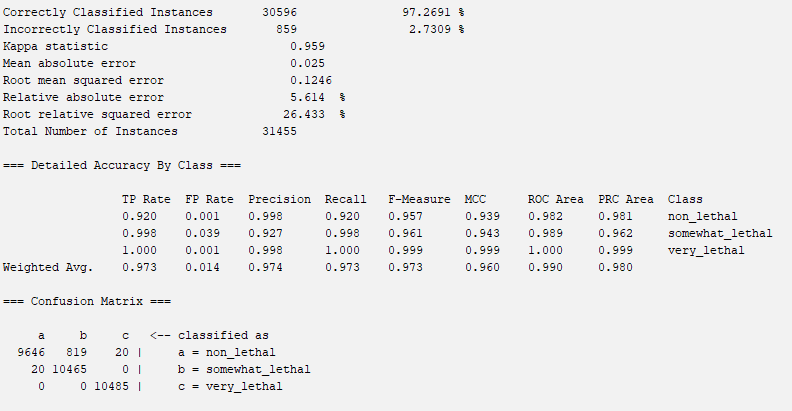 Correctly Classified Instances 30596 97.2691 %
Incorrectly Classified Instances 859 2.7309 %
Kappa statistic 0.959
Mean absolute error 0.025
Root mean squared error 0.1246
Relative absolute error 5.614 %
Root relative squared error 26.433 %
Total Number of Instances 31455
=== Detailed Accuracy By Class ===
TP Rate FP Rate Precision Recall F-Measure MCC ROC Area PRC Area Class
0.920 0.001 0.998 0.920 0.957 0.939 0.982 0.981 non_lethal
0.998 0.039 0.927 0.998 0.961 0.943 0.989 0.962 somewhat_lethal
1.000 0.001 0.998 1.000 0.999 0.999 1.000 0.999 very_lethal
Weighted Avg. 0.973 0.014 0.974 0.973 0.973 0.960 0.990 0.980
=== Confusion Matrix ===
a b c <-- classified as
9646 819 20 | a = non_lethal
20 10465 0 | b = somewhat_lethal
0 0 10485 | c = very_lethal